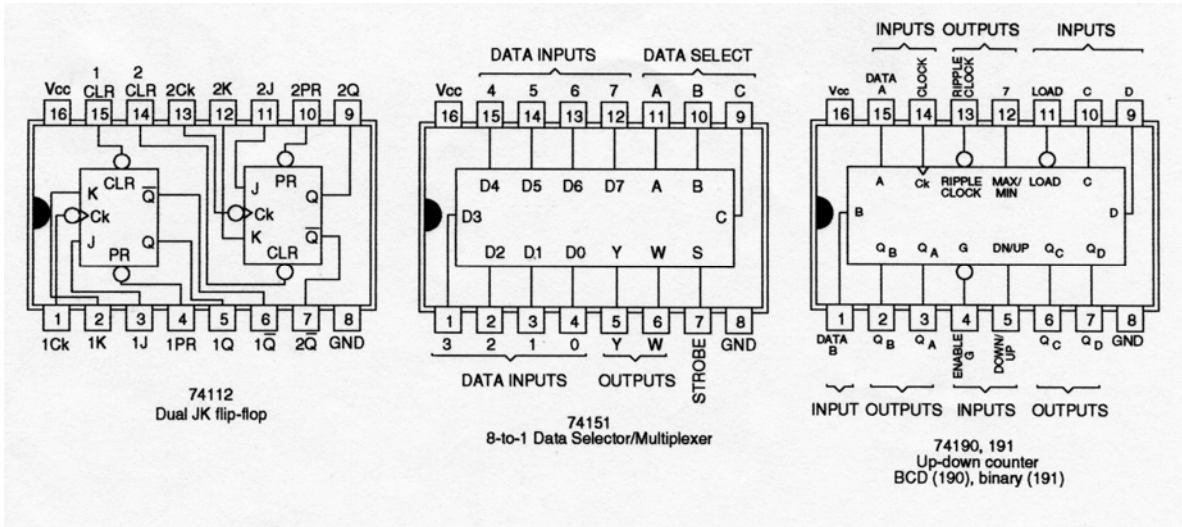 1 CLR
2 CLR
Vcc 2Ck 2K 2J 2PR 2Q
16 15 14 13 12 11 10 9
CLR Q̅
K
Ck
J Q
PR
PR
J Q
Ck
K Q̅
CLR
1 2 3 4 5 6 7 8
1Ck 1K 1J 1PR 1Q 1Q̅ 2Q̅ GND
74112
Dual JK flip-flop
DATA INPUTS DATA SELECT
Vcc 4 5 6 7 A B C
16 15 14 13 12 11 10 9
D4 D5 D6 D7 A B
D3 C
D2 D1 D0 Y W S
1 2 3 4 5 6 7 8
3 2 1 0 Y W STROBE GND
DATA INPUTS OUTPUTS
74151
8-to-1 Data Selector/Multiplexer
INPUTS OUTPUTS INPUTS
Vcc DATA A CLOCK RIPPLE CLOCK 7 LOAD C D
16 15 14 13 12 11 10 9
A Ck RIPPLE CLOCK MAX/MIN LOAD C
B D
QB QA G DN/UP QC QD
1 2 3 4 5 6 7 8
DATA B QB QA ENABLE G DOWN/UP QC QD GND
INPUT OUTPUTS INPUTS OUTPUTS
74190, 191
Up-down counter
BCD (190), binary (191)